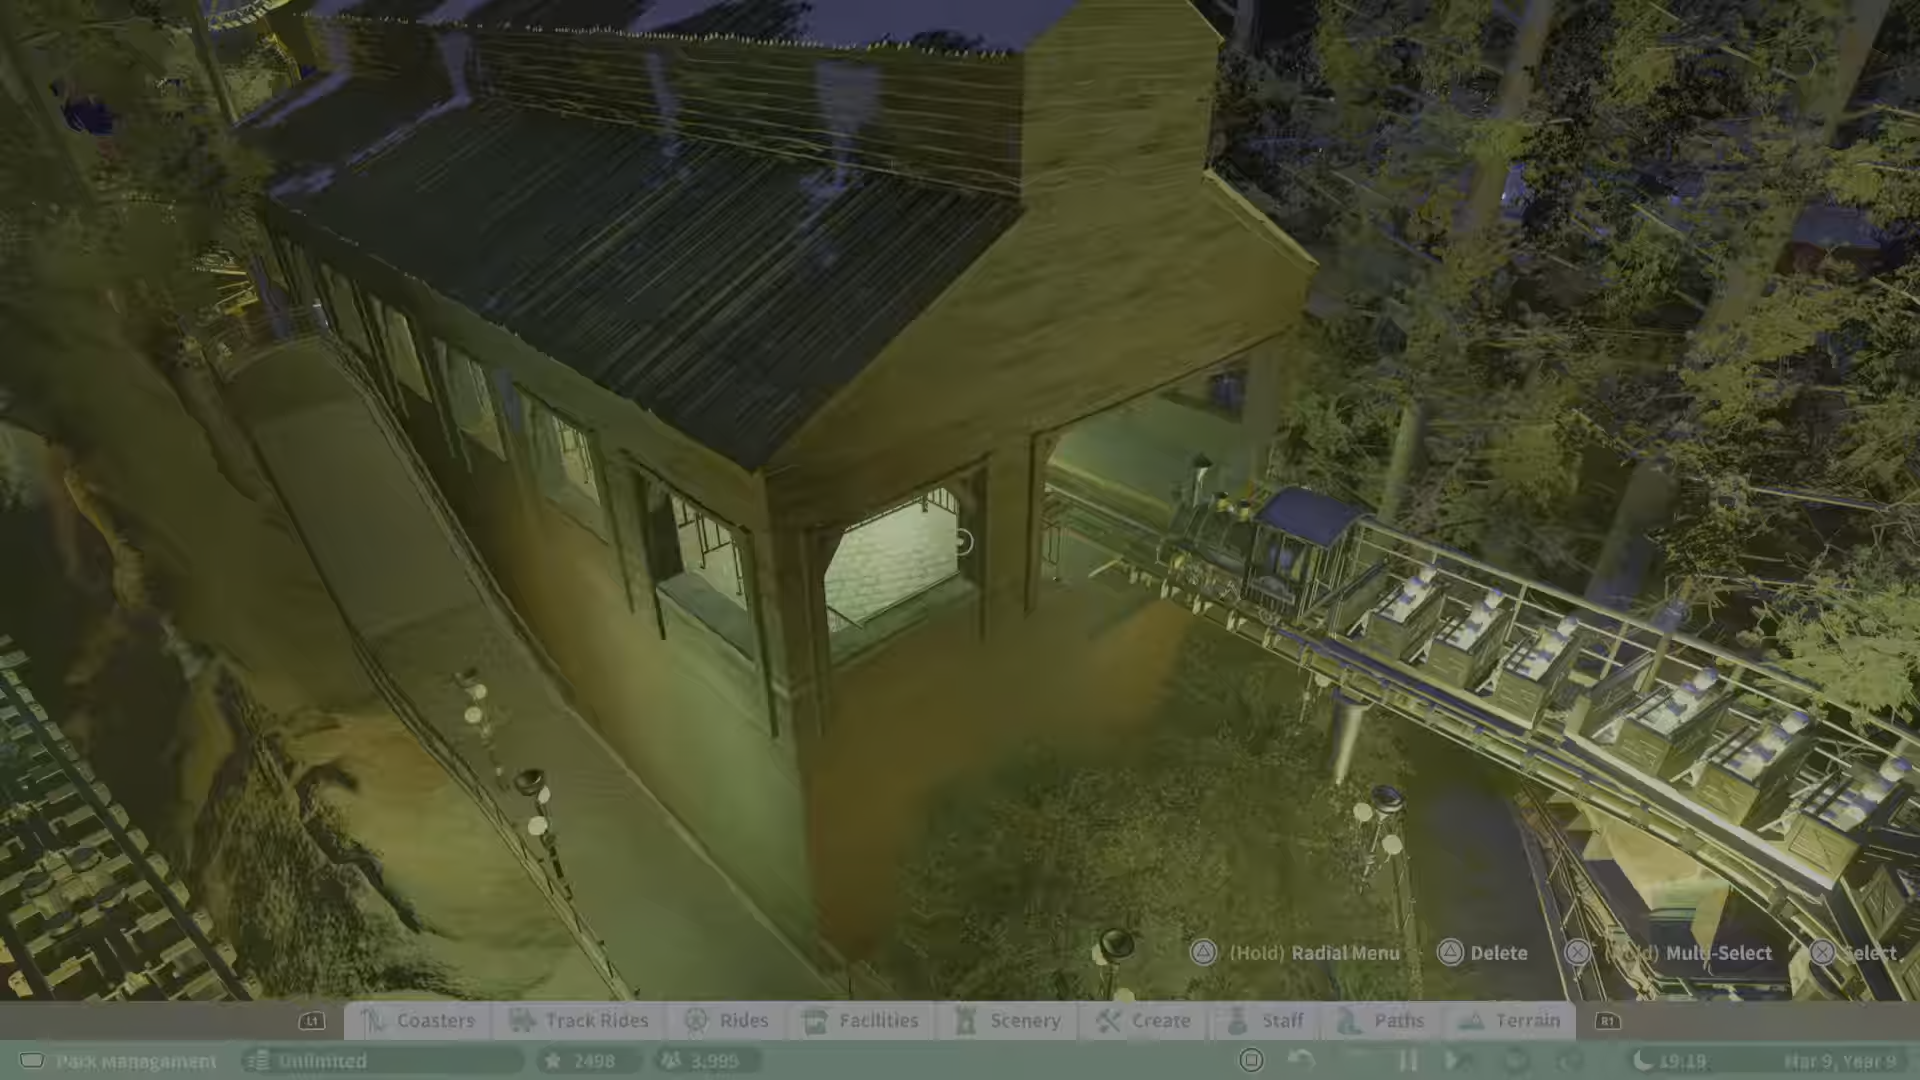 (Hold) Radial Menu Delete (Hold) Multi-Select Select
L1 Coasters Track Rides Rides Facilities Scenery Create Staff Paths Terrain R1
Park Management Unlimited 2498 3,999 19:19 Mar 9, Year 9